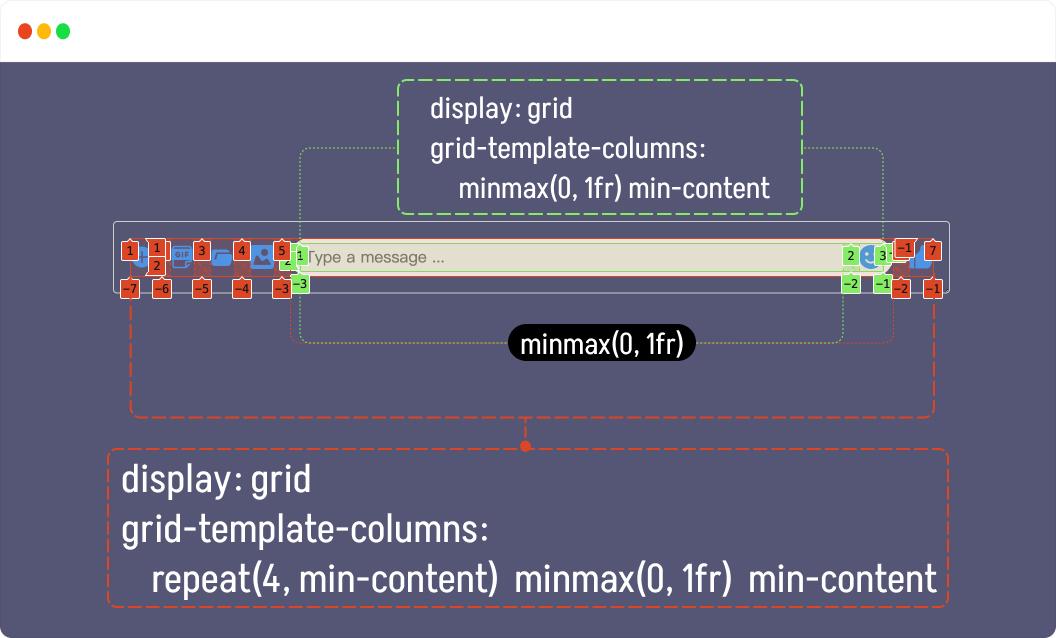 display: grid
grid-template-columns:
minmax(0, 1fr) min-content
1 1 2 GIF 3 4 5 2 1 Type a message ... 2 3 -1 7
-7 -6 -5 -4 -3 -3 -2 -1 -2 -1
minmax(0, 1fr)
display: grid
grid-template-columns:
repeat(4, min-content) minmax(0, 1fr) min-content